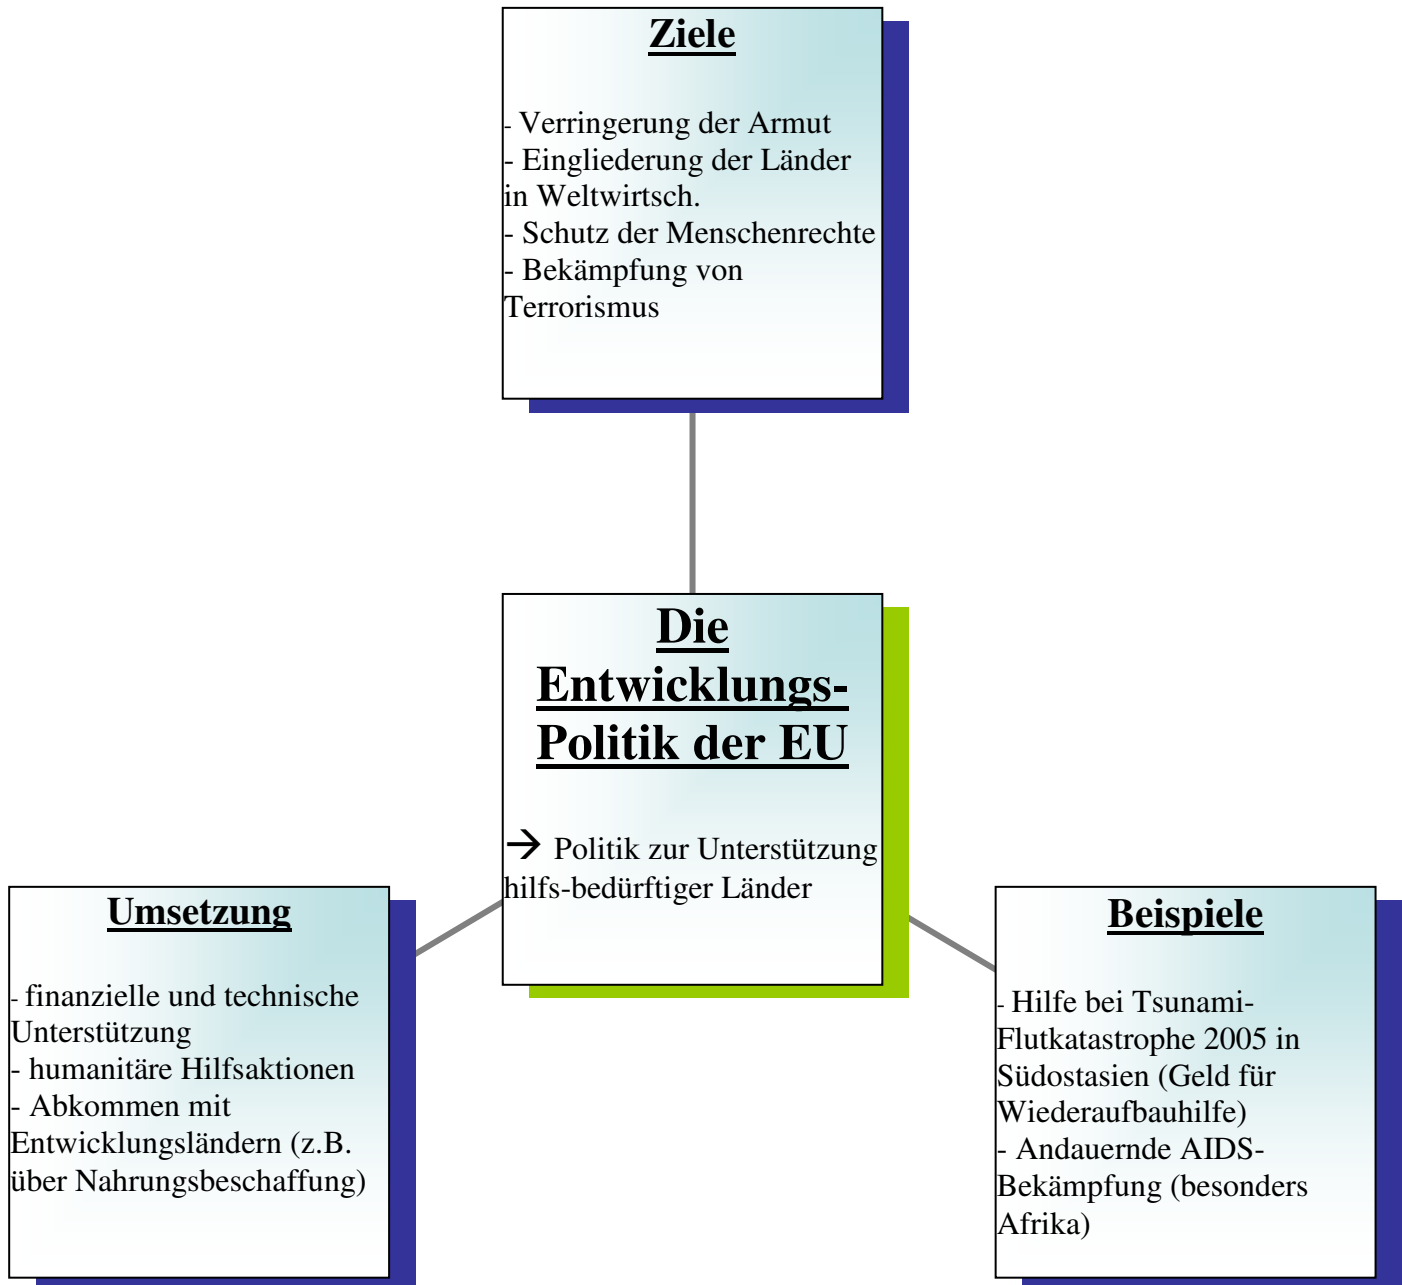 Ziele
- Verringerung der Armut
- Eingliederung der Länder
in Weltwirtsch.
- Schutz der Menschenrechte
- Bekämpfung von
Terrorismus
Die
Entwicklungs-
Politik der EU
→ Politik zur Unterstützung
hilfs-bedürftiger Länder
Umsetzung
- finanzielle und technische
Unterstützung
- humanitäre Hilfsaktionen
- Abkommen mit
Entwicklungsländern (z.B.
über Nahrungsbeschaffung)
Beispiele
- Hilfe bei Tsunami-
Flutkatastrophe 2005 in
Südostasien (Geld für
Wiederaufbauhilfe)
- Andauernde AIDS-
Bekämpfung (besonders
Afrika)